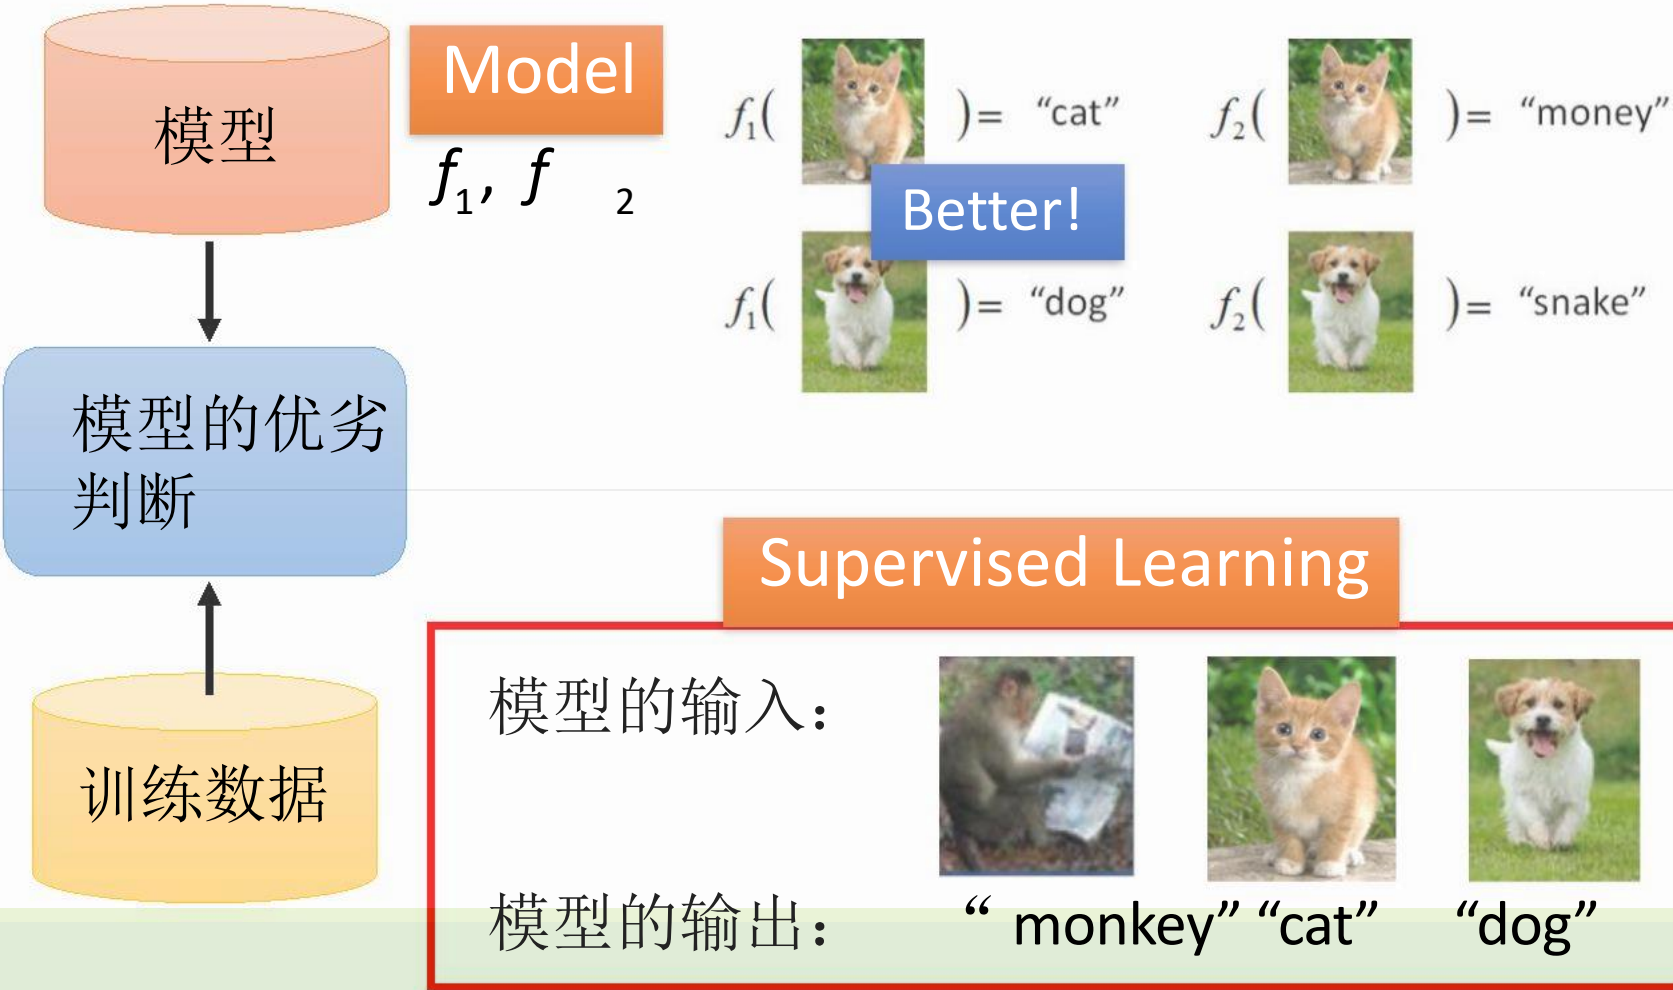 模型
Model
f₁, f ₂
f₁( )= “cat”
f₂( )= “money”
Better!
f₁( )= “dog”
f₂( )= “snake”
模型的优劣
判断
Supervised Learning
训练数据
模型的输入：
模型的输出： “ monkey” “cat” “dog”